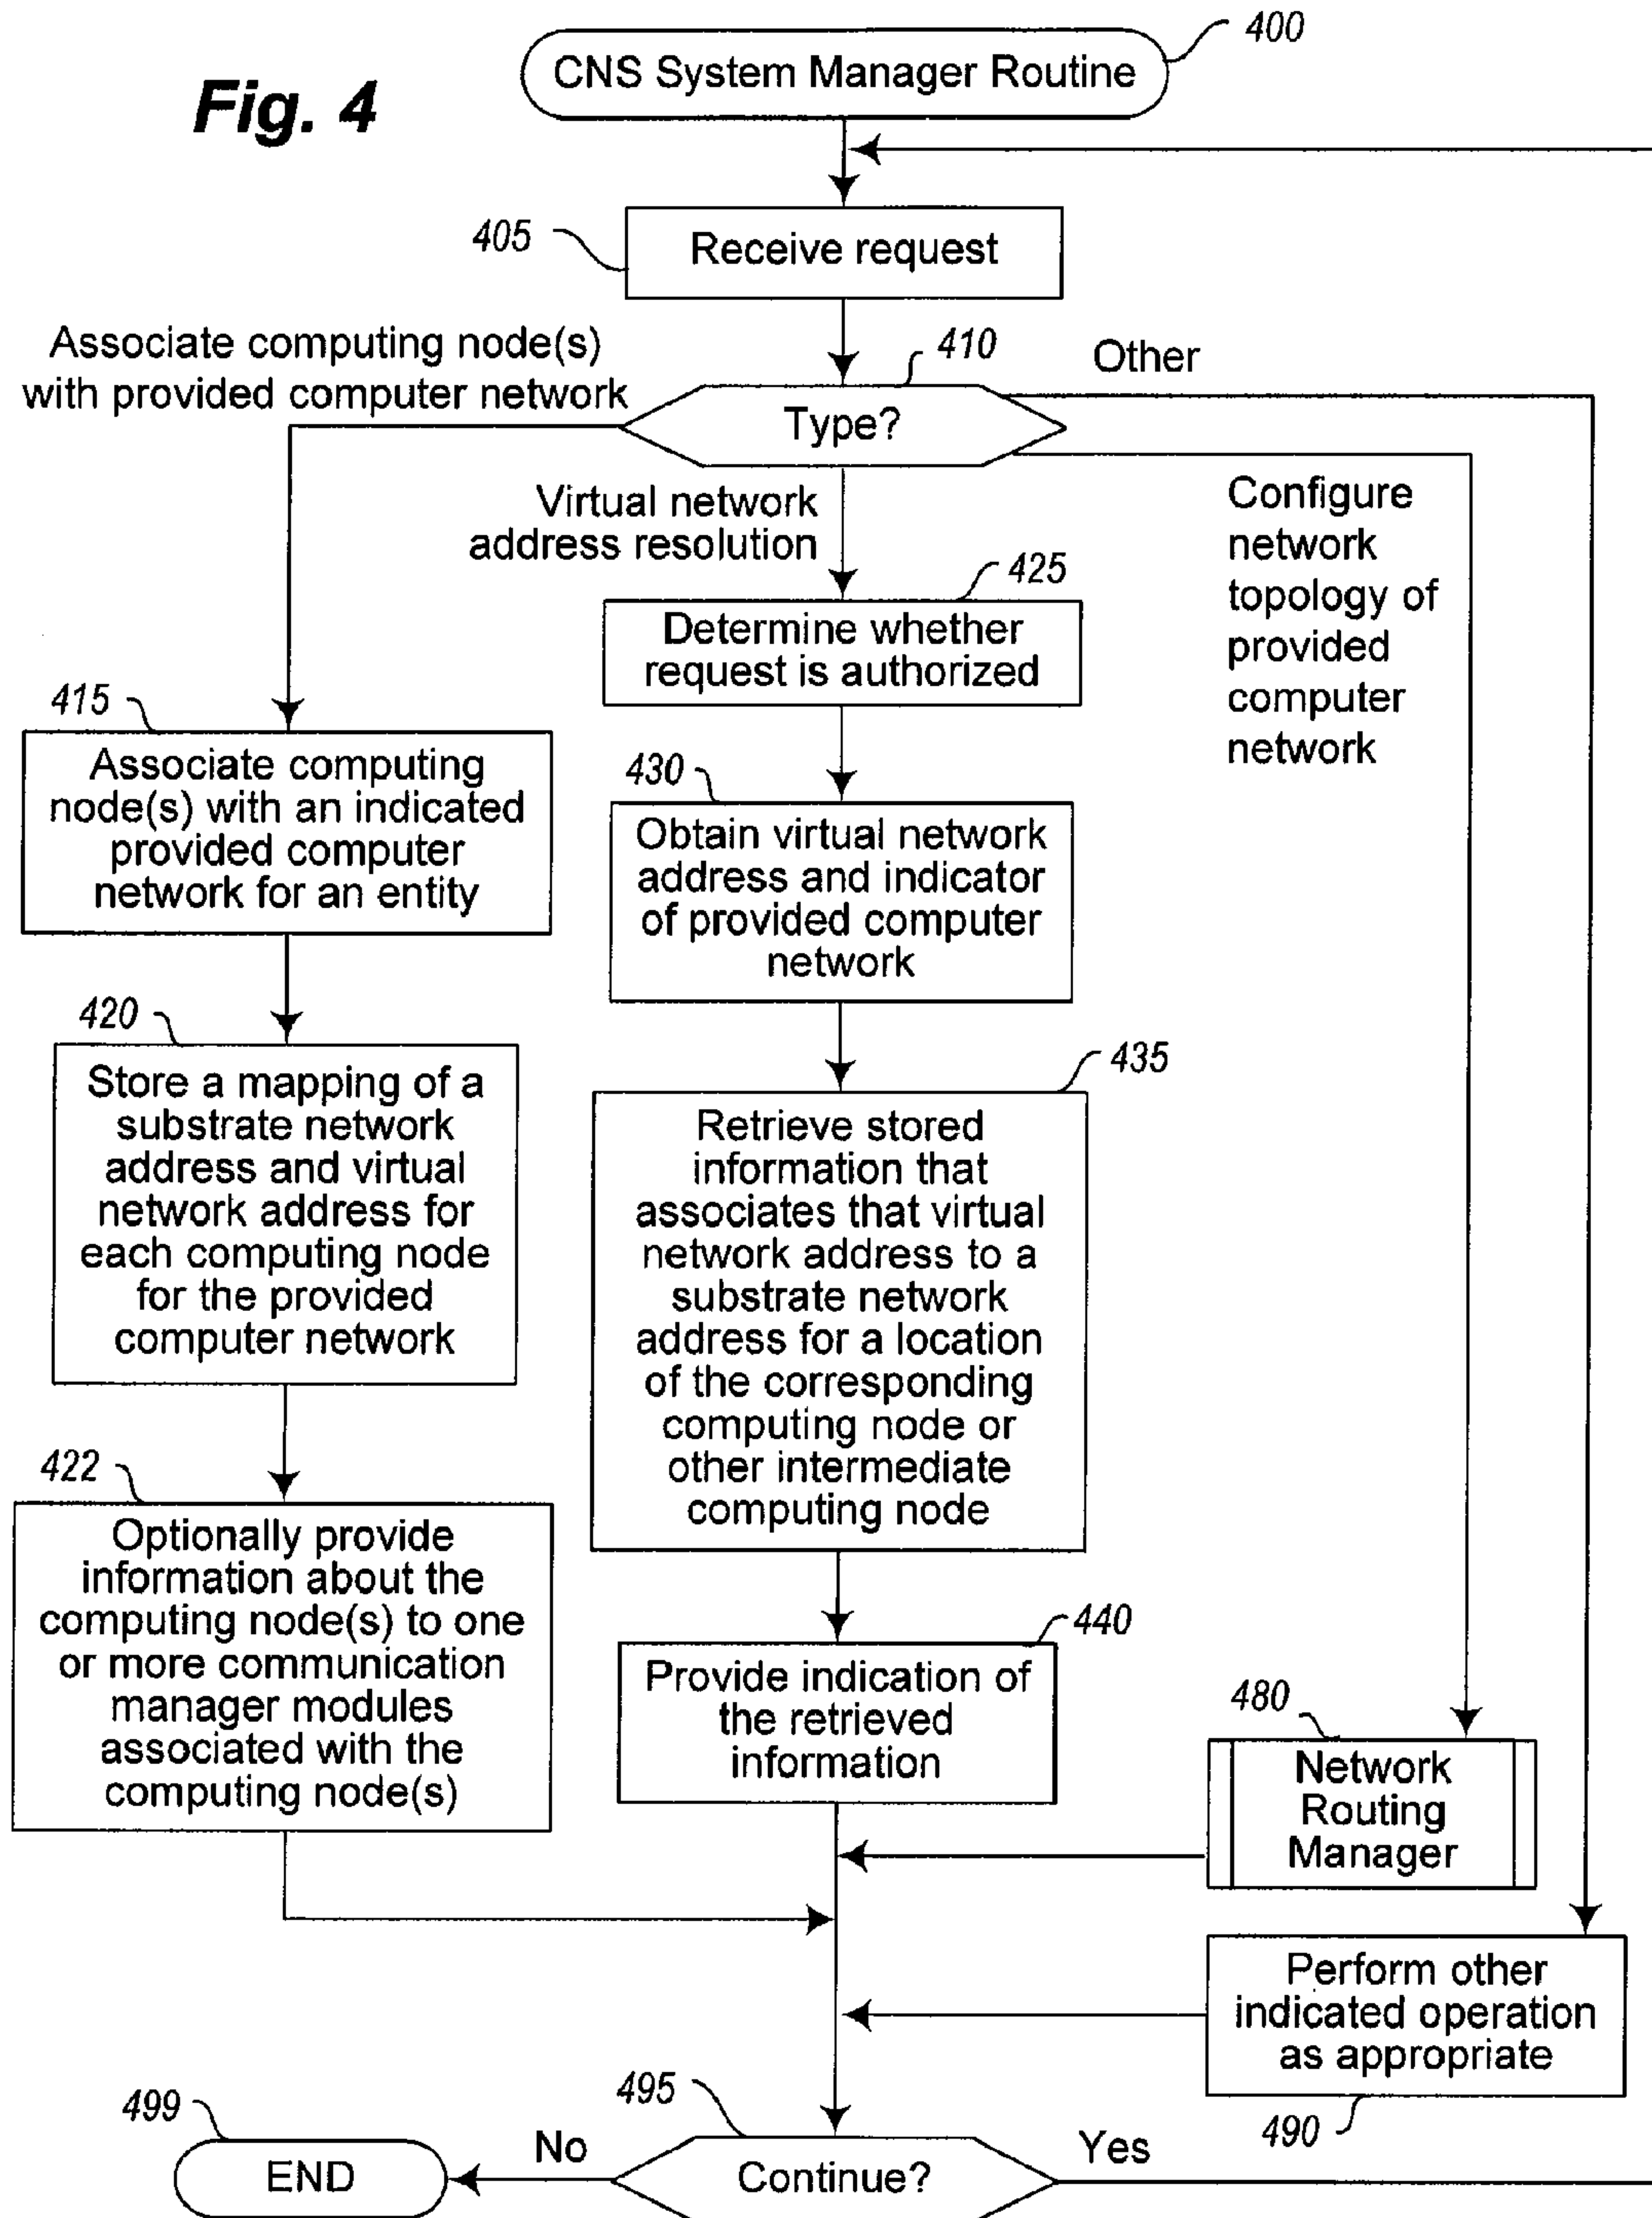 Fig. 4
CNS System Manager Routine
400
405
Receive request
Associate computing node(s)
with provided computer network
410
Other
Type?
Virtual network
address resolution
Configure
network
topology of
provided
computer
network
425
Determine whether
request is authorized
415
Associate computing
node(s) with an indicated
provided computer
network for an entity
430
Obtain virtual network
address and indicator
of provided computer
network
420
Store a mapping of a
substrate network
address and virtual
network address for
each computing node
for the provided
computer network
435
Retrieve stored
information that
associates that virtual
network address to a
substrate network
address for a location
of the corresponding
computing node or
other intermediate
computing node
422
Optionally provide
information about the
computing node(s) to one
or more communication
manager modules
associated with the
computing node(s)
440
Provide indication of
the retrieved
information
480
Network
Routing
Manager
Perform other
indicated operation
as appropriate
490
495
Continue?
Yes
No
499
END